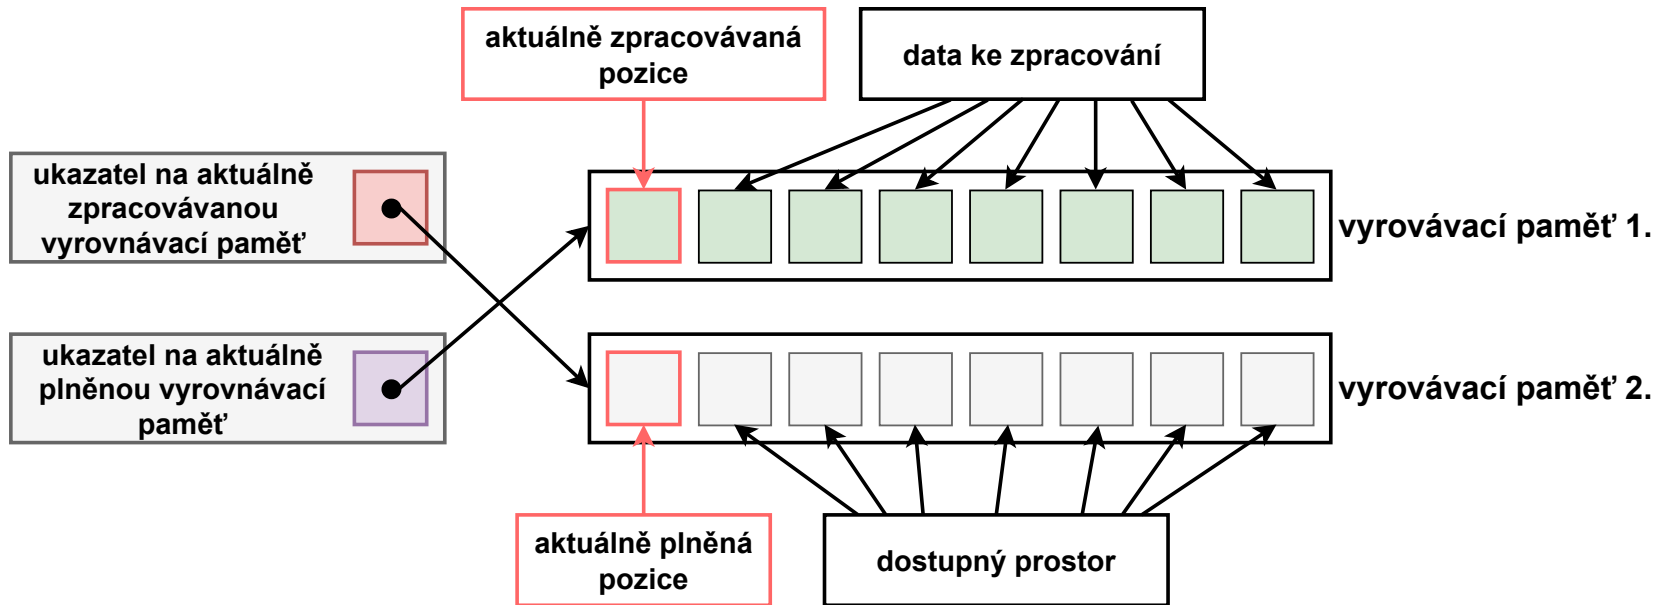 aktuálně zpracovávaná
pozice
data ke zpracování
ukazatel na aktuálně
zpracovávanou
vyrovnávací paměť
vyrovávací paměť 1.
ukazatel na aktuálně
plněnou vyrovnávací
paměť
vyrovávací paměť 2.
aktuálně plněná
pozice
dostupný prostor